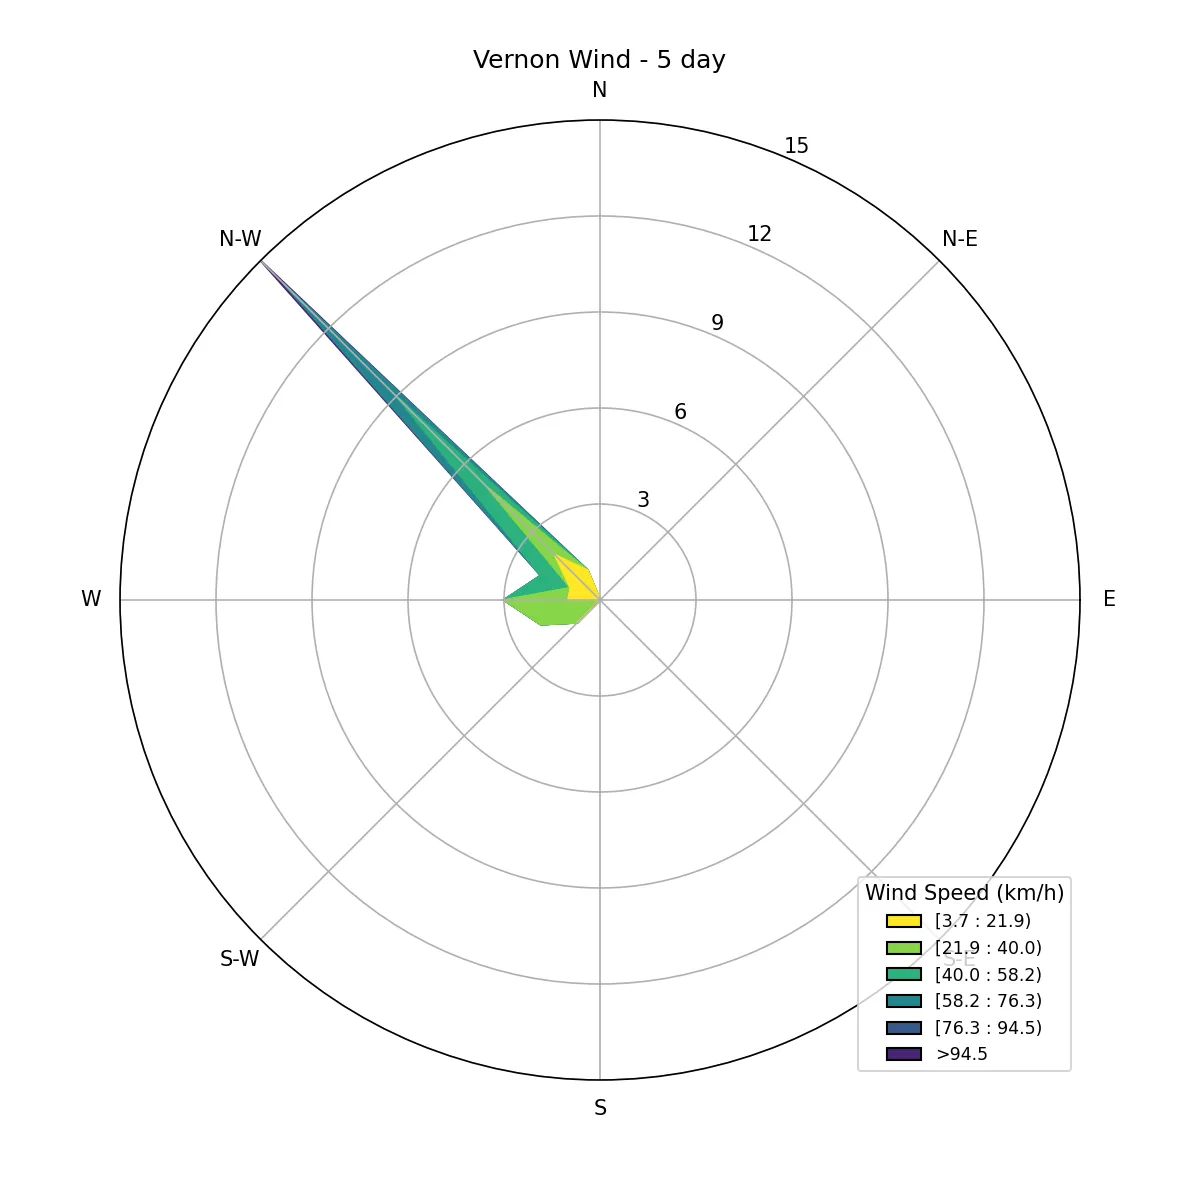 Vernon Wind - 5 day
N
15
N-W
N-E
12
9
6
3
W
E
S-W
S-E
Wind Speed (km/h)
[3.7 : 21.9)
[21.9 : 40.0)
[40.0 : 58.2)
[58.2 : 76.3)
[76.3 : 94.5)
>94.5
S